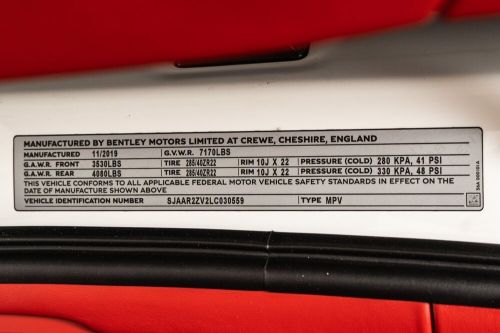 MANUFACTURED BY BENTLEY MOTORS LIMITED AT CREWE, CHESHIRE, ENGLAND
MANUFACTURED 11/2019 G.V.W.R. 7170LBS
G.A.W.R. FRONT 3530LBS TIRE 285/40ZR22 RIM 10J X 22 PRESSURE (COLD) 280 KPA, 41 PSI
G.A.W.R. REAR 4080LBS TIRE 285/40ZR22 RIM 10J X 22 PRESSURE (COLD) 330 KPA, 48 PSI
THIS VEHICLE CONFORMS TO ALL APPLICABLE FEDERAL MOTOR VEHICLE SAFETY STANDARDS IN EFFECT ON THE
DATE OF MANUFACTURE SHOWN ABOVE
VEHICLE IDENTIFICATION NUMBER SJAAR2ZV2LC030559 TYPE MPV